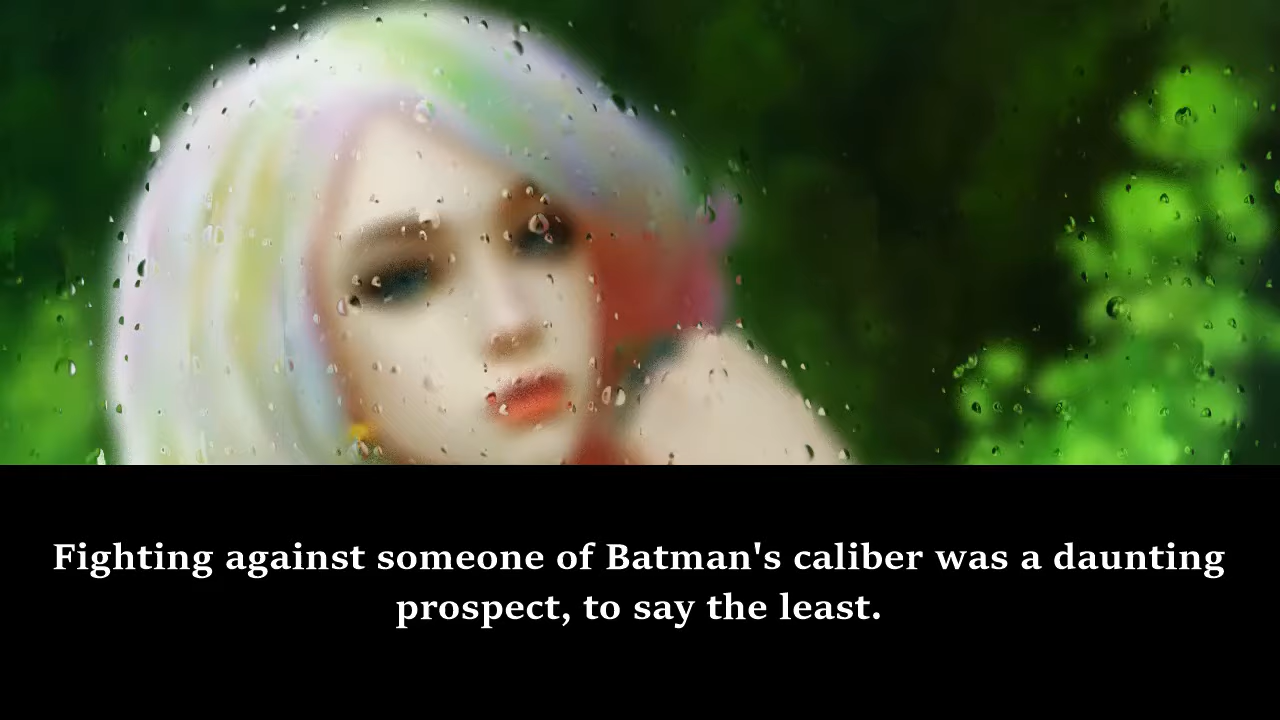 Fighting against someone of Batman's caliber was a daunting
prospect, to say the least.